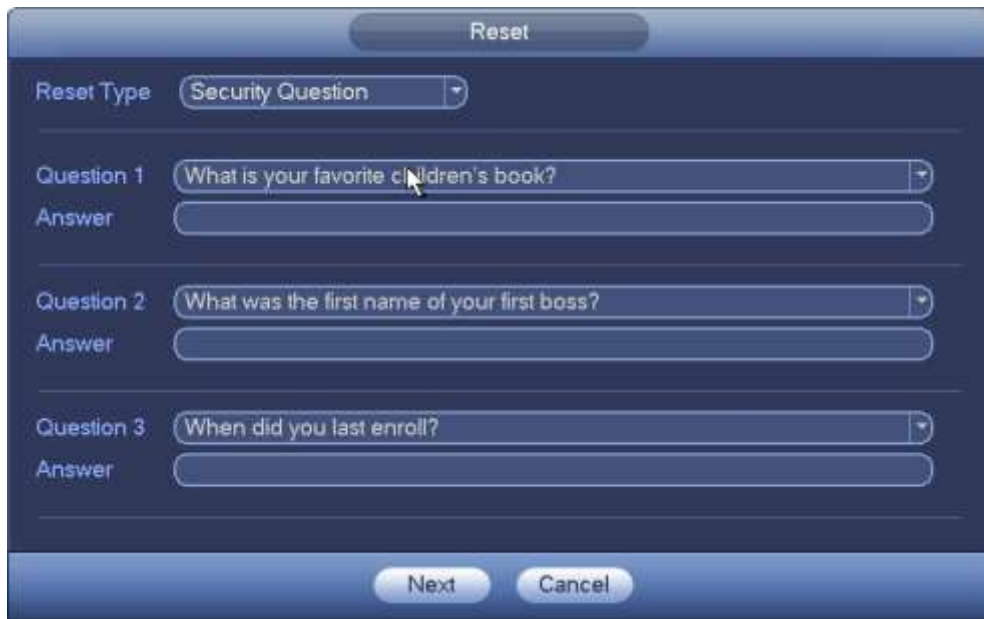 Reset
Reset Type Security Question
Question 1 What is your favorite children's book?
Answer
Question 2 What was the first name of your first boss?
Answer
Question 3 When did you last enroll?
Answer
Next Cancel